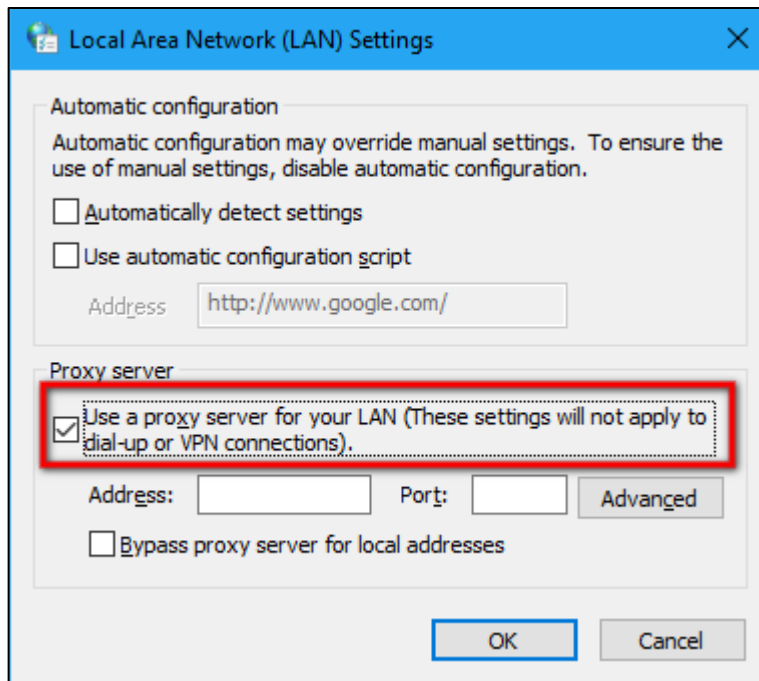 Local Area Network (LAN) Settings
Automatic configuration
Automatic configuration may override manual settings.  To ensure the
use of manual settings, disable automatic configuration.
Automatically detect settings
Use automatic configuration script
Address http://www.google.com/
Proxy server
Use a proxy server for your LAN (These settings will not apply to
dial-up or VPN connections).
Address: Port: Advanced
Bypass proxy server for local addresses
OK Cancel